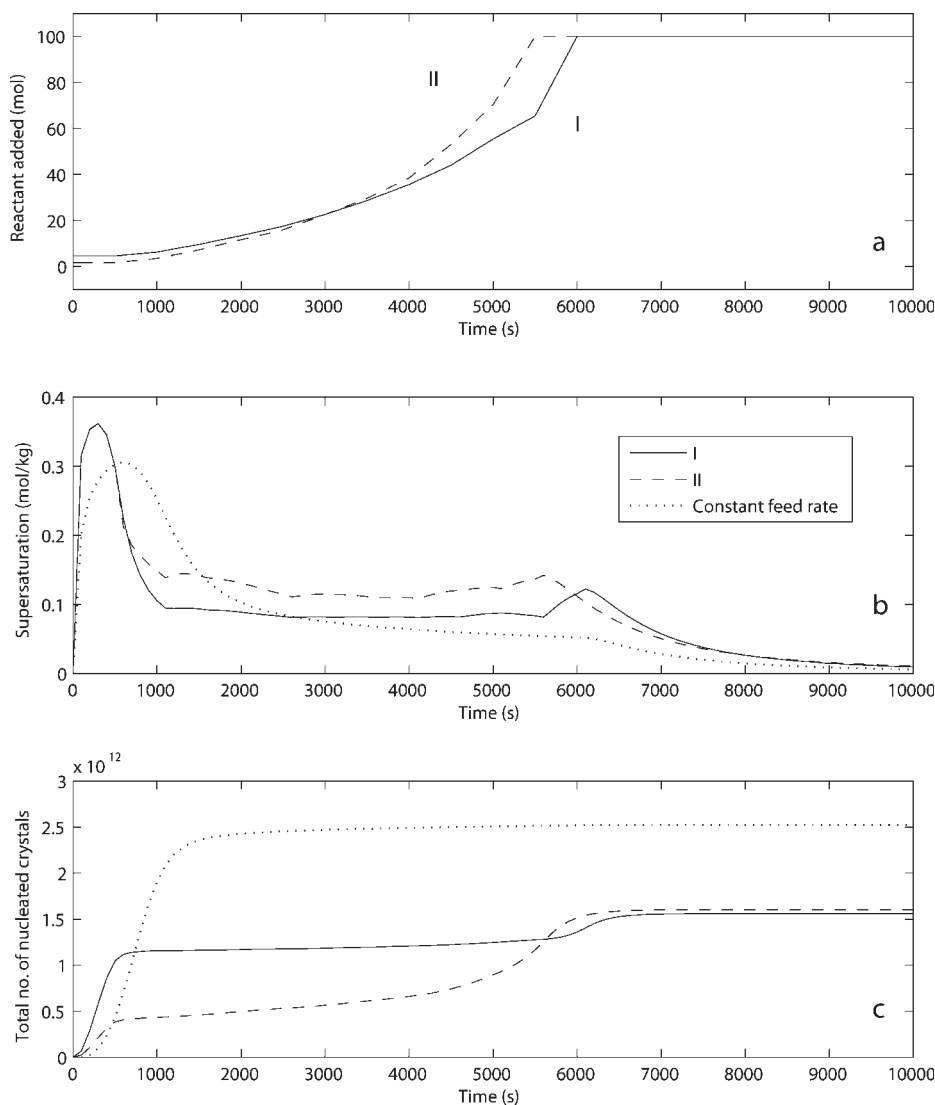 100
80
60
40
20
0
Reactant added (mol)
II
I
a
0 1000 2000 3000 4000 5000 6000 7000 8000 9000 10000
Time (s)
0.4
0.3
0.2
0.1
0
Supersaturation (mol/kg)
I
II
Constant feed rate
b
0 1000 2000 3000 4000 5000 6000 7000 8000 9000 10000
Time (s)
x 10 12
3
2.5
2
1.5
1
0.5
0
Total no. of nucleated crystals
c
0 1000 2000 3000 4000 5000 6000 7000 8000 9000 10000
Time (s)